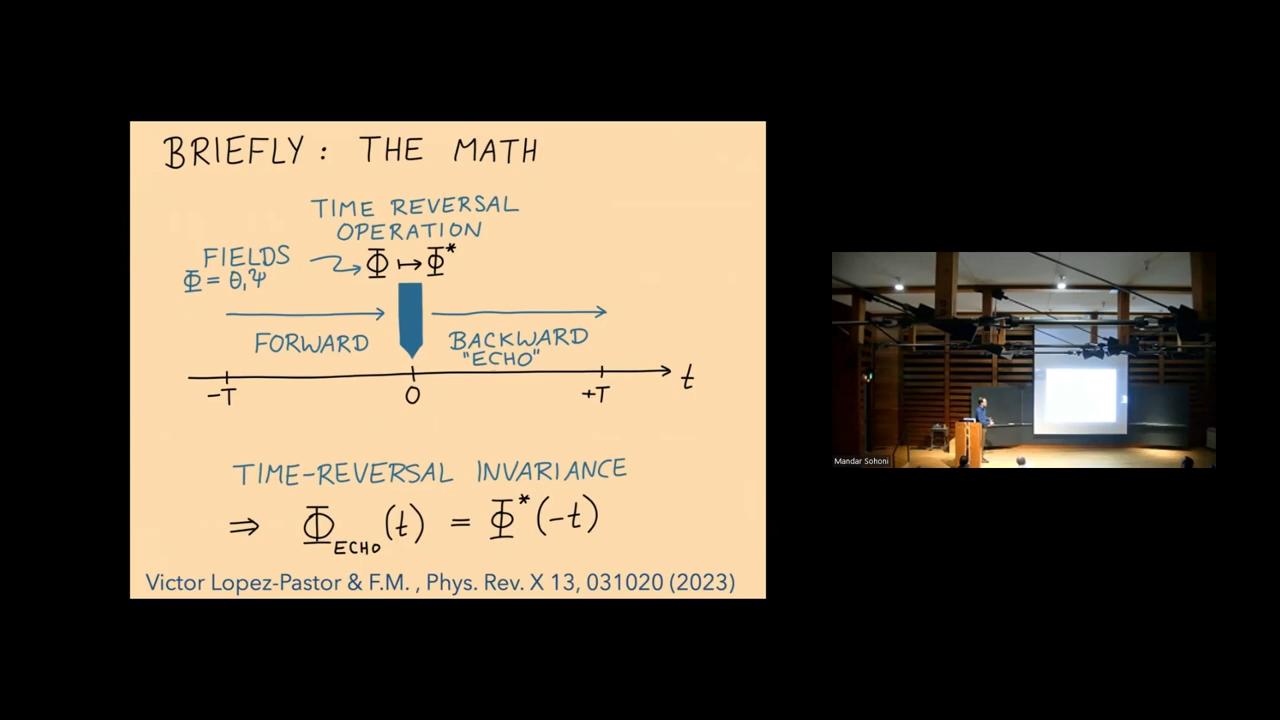 BRIEFLY: THE MATH
TIME REVERSAL
OPERATION
FIELDS
Φ = θ,Ψ
Φ ↦ Φ*
FORWARD
BACKWARD
"ECHO"
-T
0
+T
t
TIME-REVERSAL INVARIANCE
⇒ Φ_ECHO (t) = Φ*(-t)
Victor Lopez-Pastor & F.M. , Phys. Rev. X 13, 031020 (2023)
Mandar Sohoni